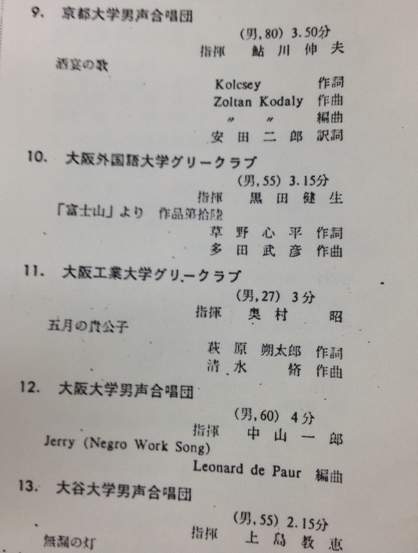 9. 京都大学男声合唱団
(男,80) 3.50分
指揮 鮎川伸夫
酒宴の歌
Kolcsey 作詞
Zoltan Kodaly 作曲
〃 〃 編曲
安田二郎 訳詞
10. 大阪外国語大学グリークラブ
(男,55) 3.15分
指揮 黒田健生
「富士山」より 作品第拾陸
草野心平 作詞
多田武彦 作曲
11. 大阪工業大学グリークラブ
(男,27) 3分
指揮 奥村昭
五月の貴公子
萩原朔太郎 作詞
清水脩 作曲
12. 大阪大学男声合唱団
(男,60) 4分
指揮 中山一郎
Jerry (Negro Work Song)
Leonard de Paur 編曲
13. 大谷大学男声合唱団
(男,55) 2.15分
指揮 上島教恵
無漏の灯